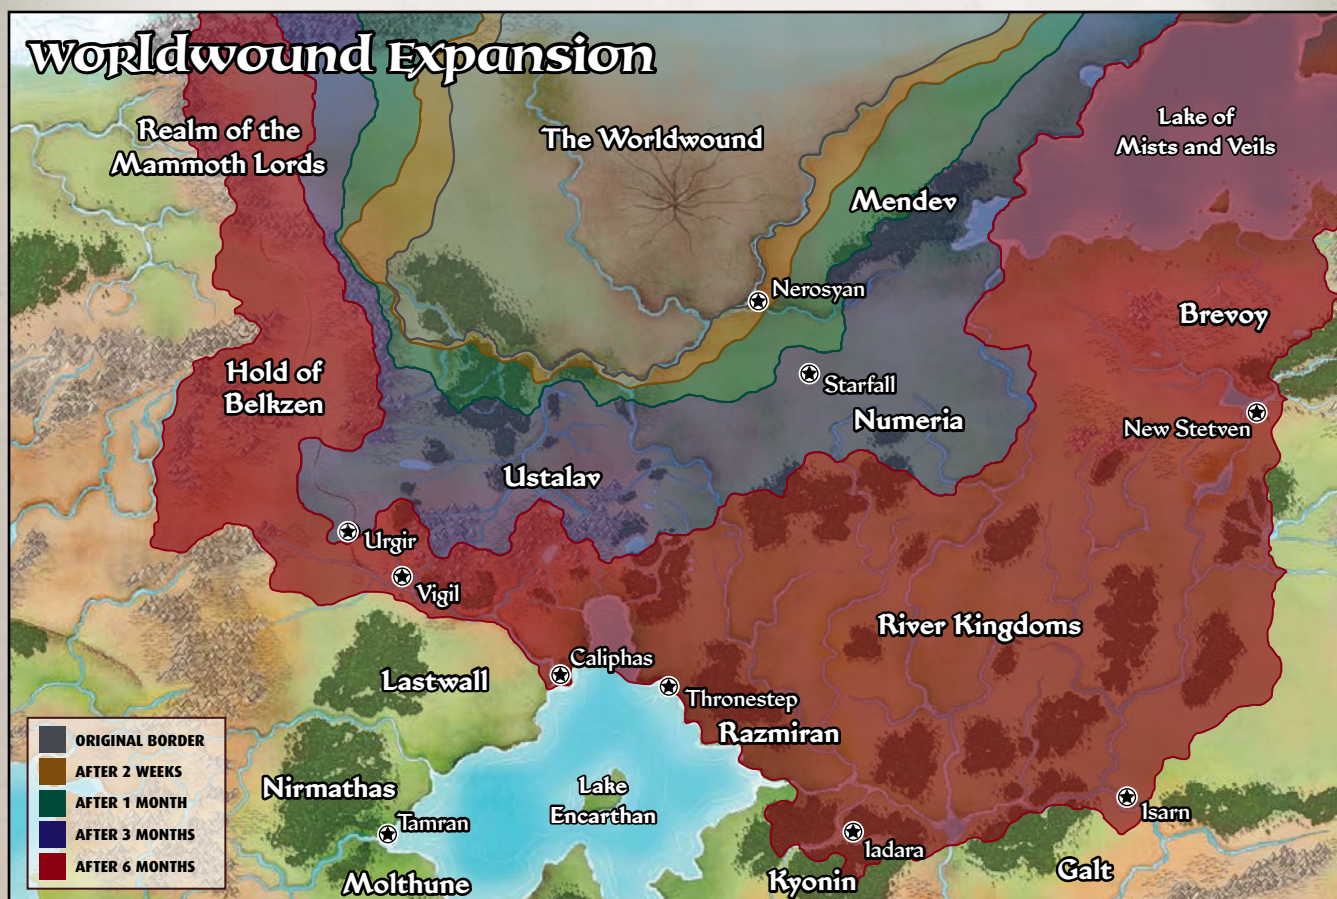 Worldwound Expansion
Realm of the
Mammoth Lords
The Worldwound
Lake of
Mists and Veils
Mendev
Nerosyan
Brevoy
Hold of
Belkzen
Starfall
Numeria
New Stetven
Ustalav
Urgir
Vigil
River Kingdoms
Caliphas
Lastwall
Thronestep
Razmiran
ORIGINAL BORDER
AFTER 2 WEEKS
AFTER 1 MONTH
AFTER 3 MONTHS
AFTER 6 MONTHS
Nirmathas
Lake
Encarthan
Tamran
Isarn
Iadara
Galt
Kyonin
Molthune